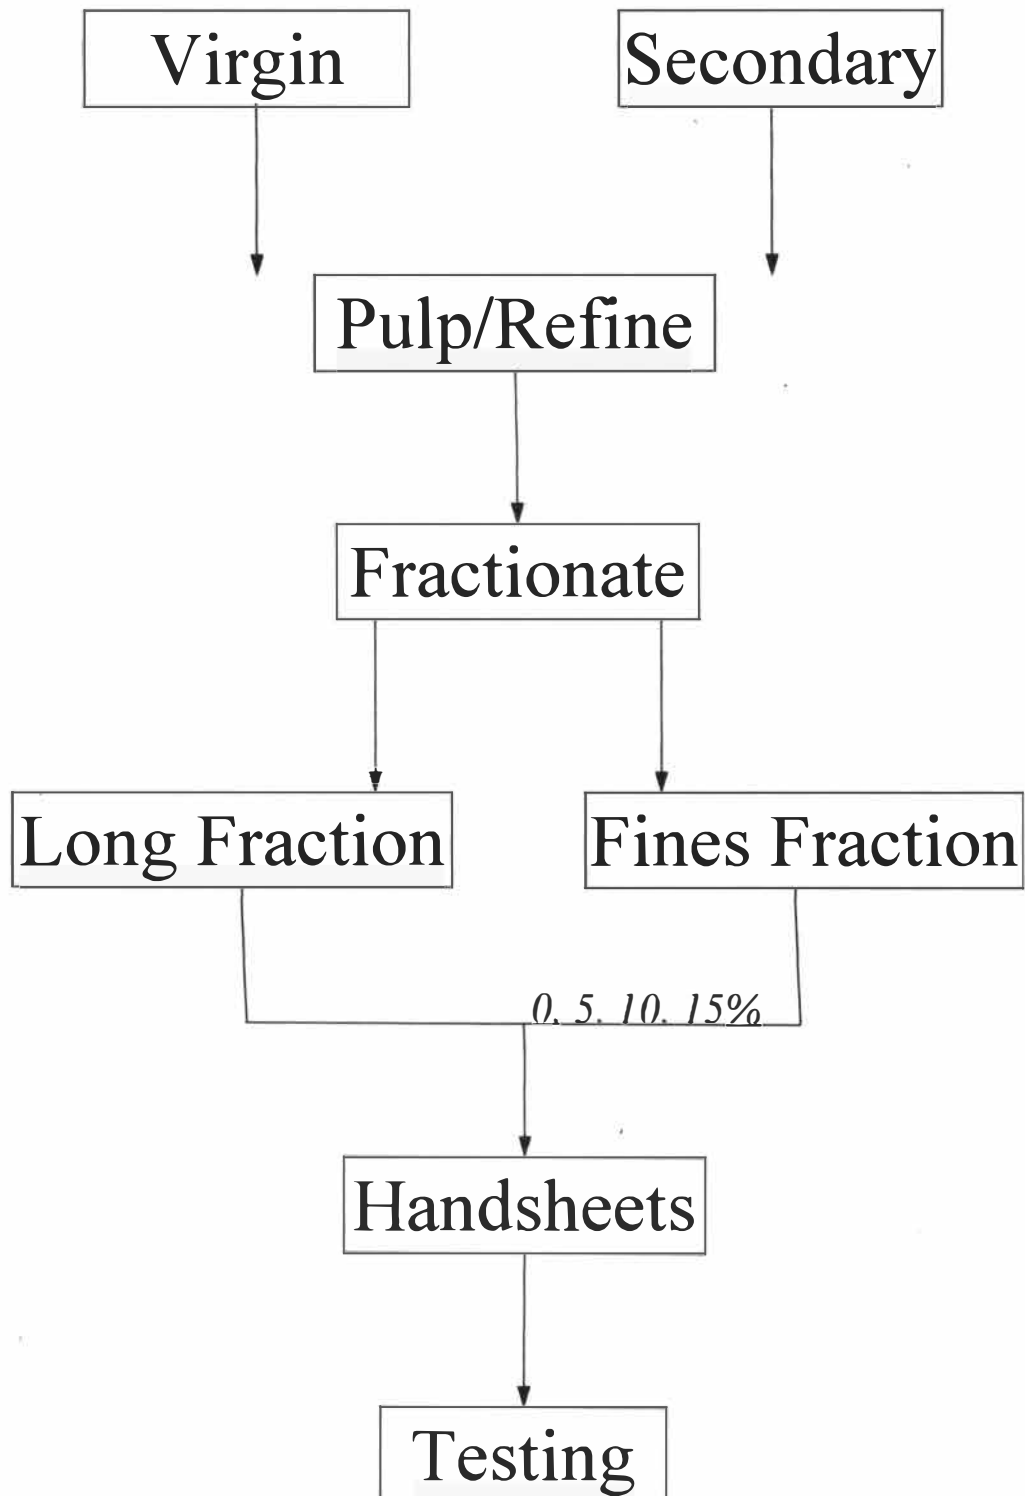 Virgin
Secondary
Pulp/Refine
Fractionate
Long Fraction
Fines Fraction
0, 5, 10, 15%
Handsheets
Testing